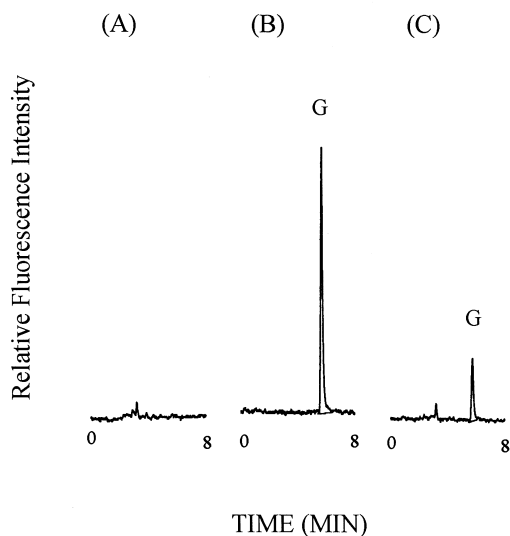 (A) (B) (C)
G
G
Relative Fluorescence Intensity
0 8 0 8 0 8
TIME (MIN)